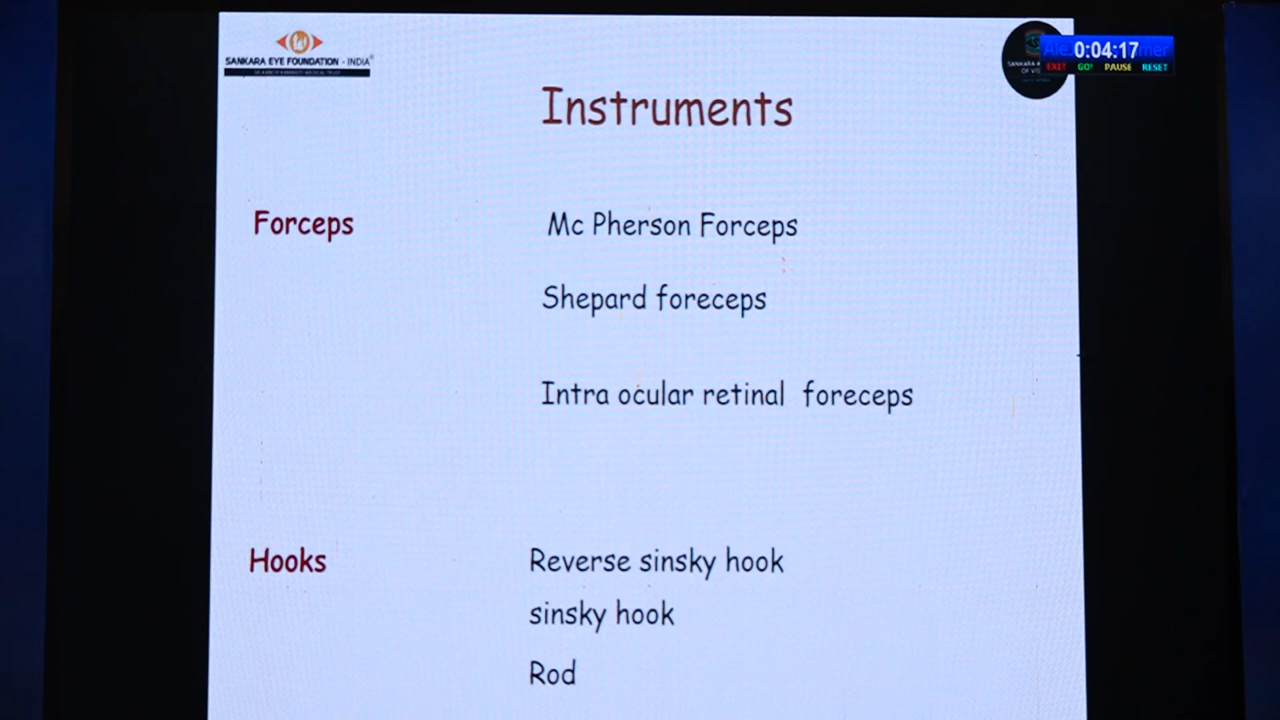 SANKARA EYE FOUNDATION - INDIA®
0:04:17
EXIT GO! PAUSE RESET
Instruments
Forceps Mc Pherson Forceps
Shepard foreceps
Intra ocular retinal foreceps
Hooks Reverse sinsky hook
sinsky hook
Rod